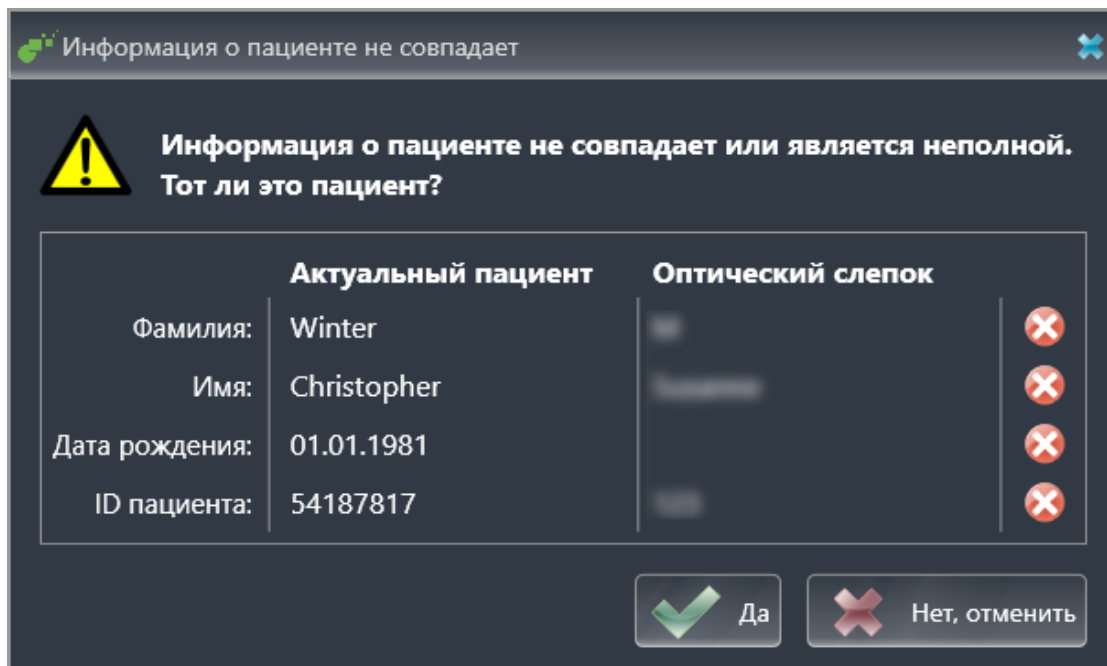 Информация о пациенте не совпадает
Информация о пациенте не совпадает или является неполной.
Тот ли это пациент?
Актуальный пациент Оптический слепок
Фамилия: Winter
Имя: Christopher
Дата рождения: 01.01.1981
ID пациента: 54187817
Да Нет, отменить